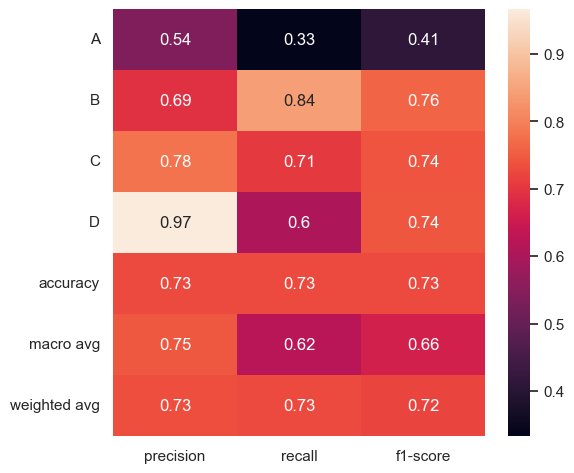 A 0.54 0.33 0.41
B 0.69 0.84 0.76
C 0.78 0.71 0.74
D 0.97 0.6 0.74
accuracy 0.73 0.73 0.73
macro avg 0.75 0.62 0.66
weighted avg 0.73 0.73 0.72
precision recall f1-score
0.9
0.8
0.7
0.6
0.5
0.4